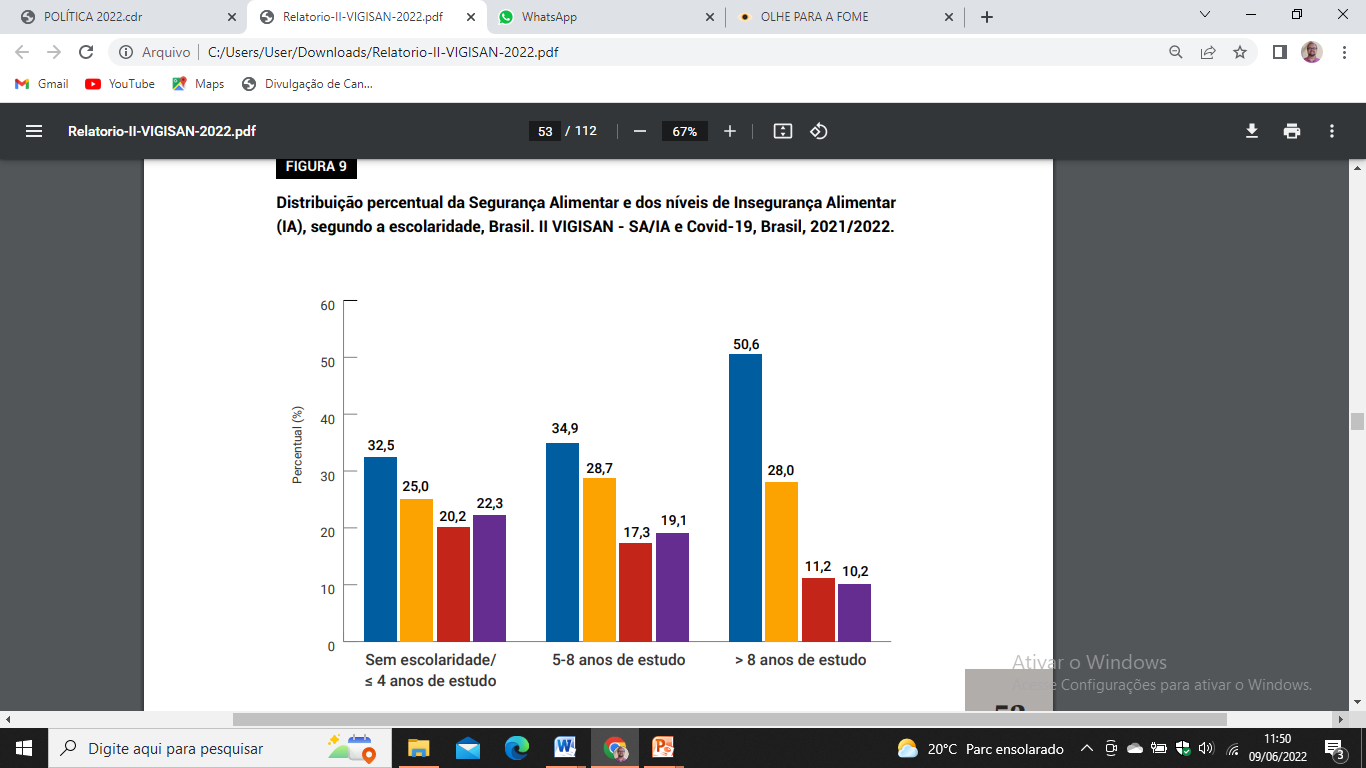 POLÍTICA 2022.cdr
Relatorio-II-VIGISAN-2022.pdf
WhatsApp
OLHE PARA A FOME
Arquivo
C:/Users/User/Downloads/Relatorio-II-VIGISAN-2022.pdf
Gmail
YouTube
Maps
Divulgação de Can...
Relatorio-II-VIGISAN-2022.pdf
53 / 112
67%
FIGURA 9
Distribuição percentual da Segurança Alimentar e dos níveis de Insegurança Alimentar
(IA), segundo a escolaridade, Brasil. II VIGISAN - SA/IA e Covid-19, Brasil, 2021/2022.
Percentual (%)
60
50
40
30
20
10
0
32,5
25,0
20,2
22,3
34,9
28,7
17,3
19,1
50,6
28,0
11,2
10,2
Sem escolaridade/
≤ 4 anos de estudo
5-8 anos de estudo
> 8 anos de estudo
Ativar o Windows
Configurações para ativar o Windows.
Digite aqui para pesquisar
20°C Parc ensolarado
11:50
09/06/2022
3